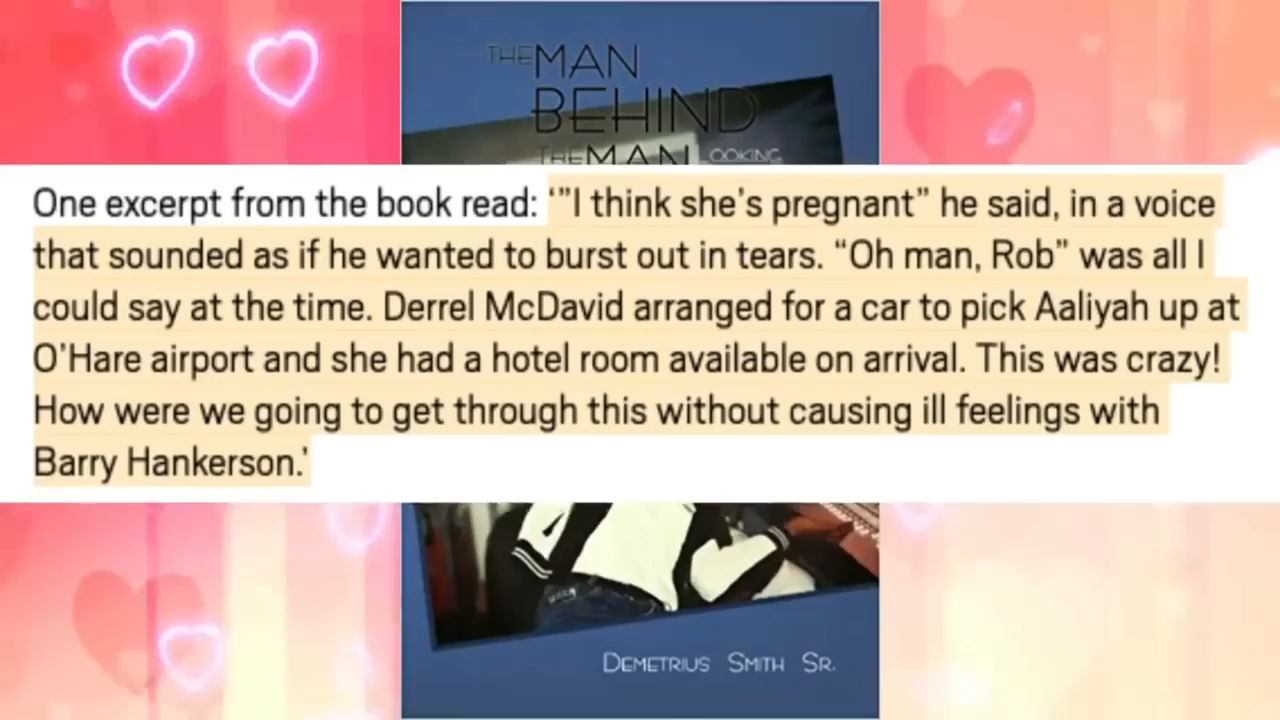 THE MAN
BEHIND
THE MAN LOOKING
One excerpt from the book read: ‘”I think she’s pregnant” he said, in a voice
that sounded as if he wanted to burst out in tears. “Oh man, Rob” was all I
could say at the time. Derrel McDavid arranged for a car to pick Aaliyah up at
O’Hare airport and she had a hotel room available on arrival. This was crazy!
How were we going to get through this without causing ill feelings with
Barry Hankerson.’
Demetrius Smith Sr.